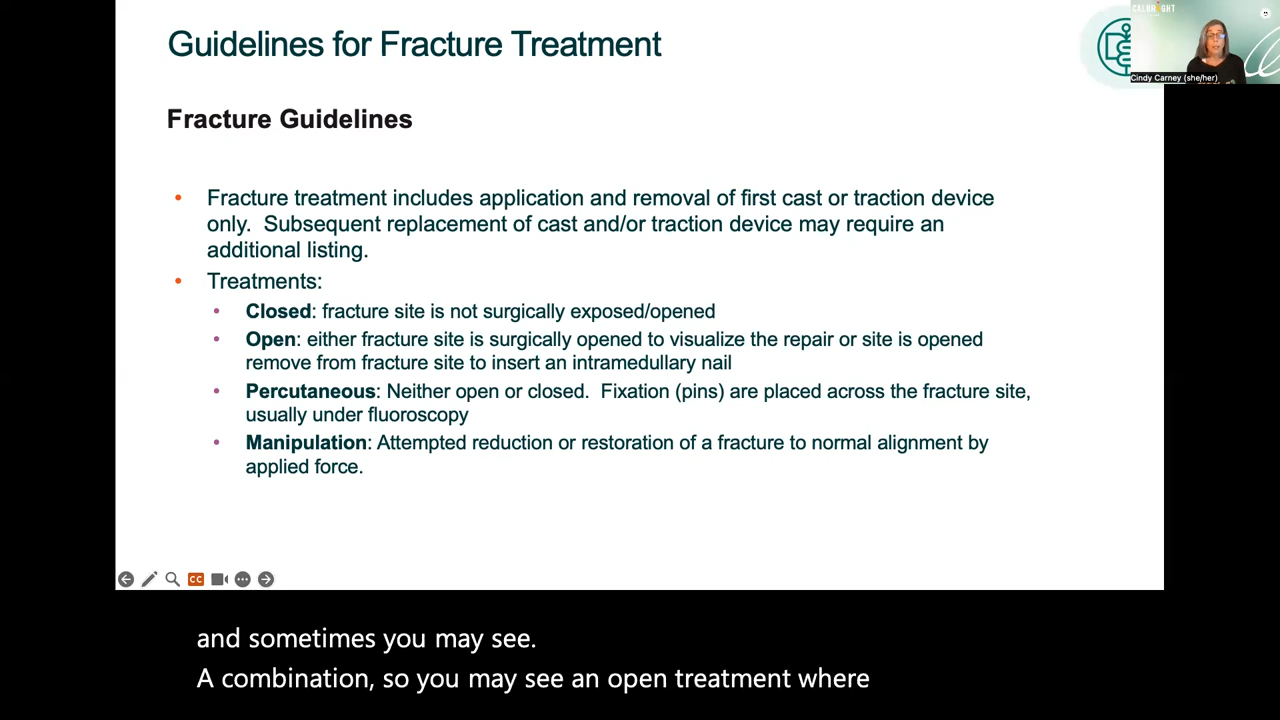 Guidelines for Fracture Treatment
CALBRIGHT
Cindy Carney (she/her)
Fracture Guidelines
• Fracture treatment includes application and removal of first cast or traction device
only. Subsequent replacement of cast and/or traction device may require an
additional listing.
• Treatments:
• Closed: fracture site is not surgically exposed/opened
• Open: either fracture site is surgically opened to visualize the repair or site is opened
remove from fracture site to insert an intramedullary nail
• Percutaneous: Neither open or closed. Fixation (pins) are placed across the fracture site,
usually under fluoroscopy
• Manipulation: Attempted reduction or restoration of a fracture to normal alignment by
applied force.
CC
and sometimes you may see.
A combination, so you may see an open treatment where